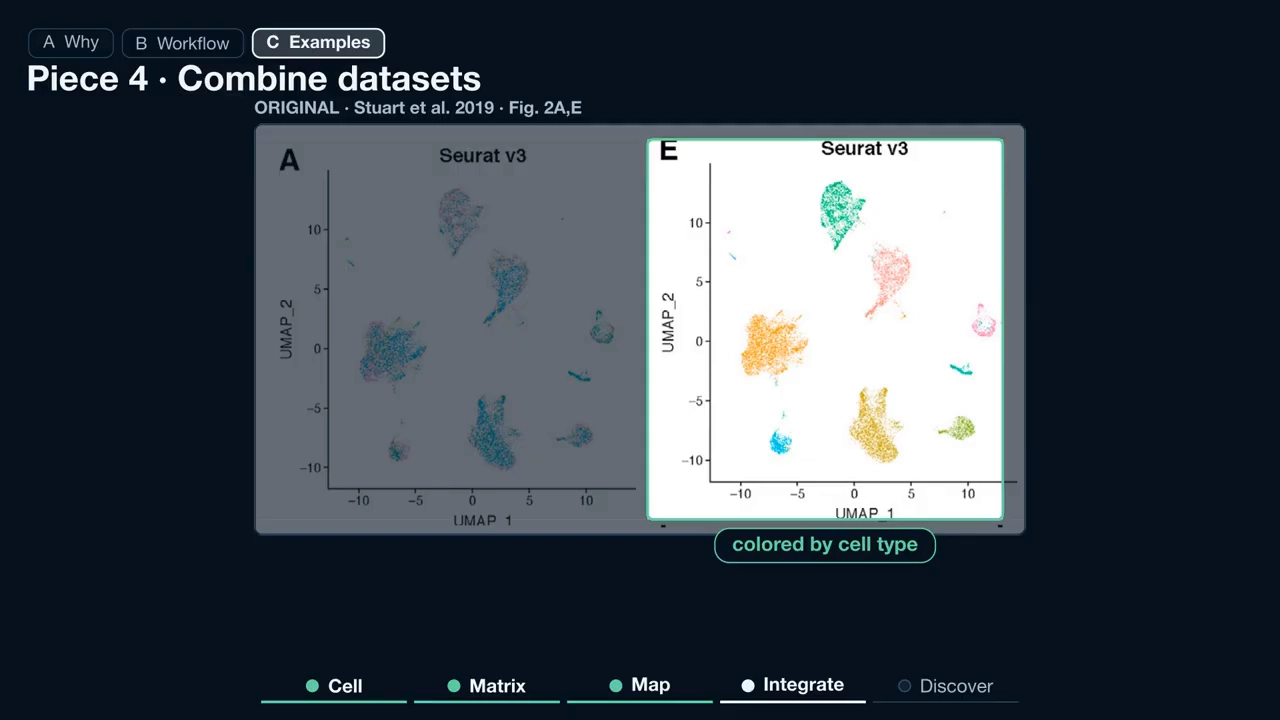 A Why
B Workflow
C Examples
Piece 4 · Combine datasets
ORIGINAL · Stuart et al. 2019 · Fig. 2A,E
A
Seurat v3
10
5
0
−5
−10
UMAP_2
−10
−5
0
5
10
UMAP_1
E
Seurat v3
10
5
0
−5
−10
UMAP_2
−10
−5
0
5
10
UMAP_1
colored by cell type
Cell
Matrix
Map
Integrate
Discover